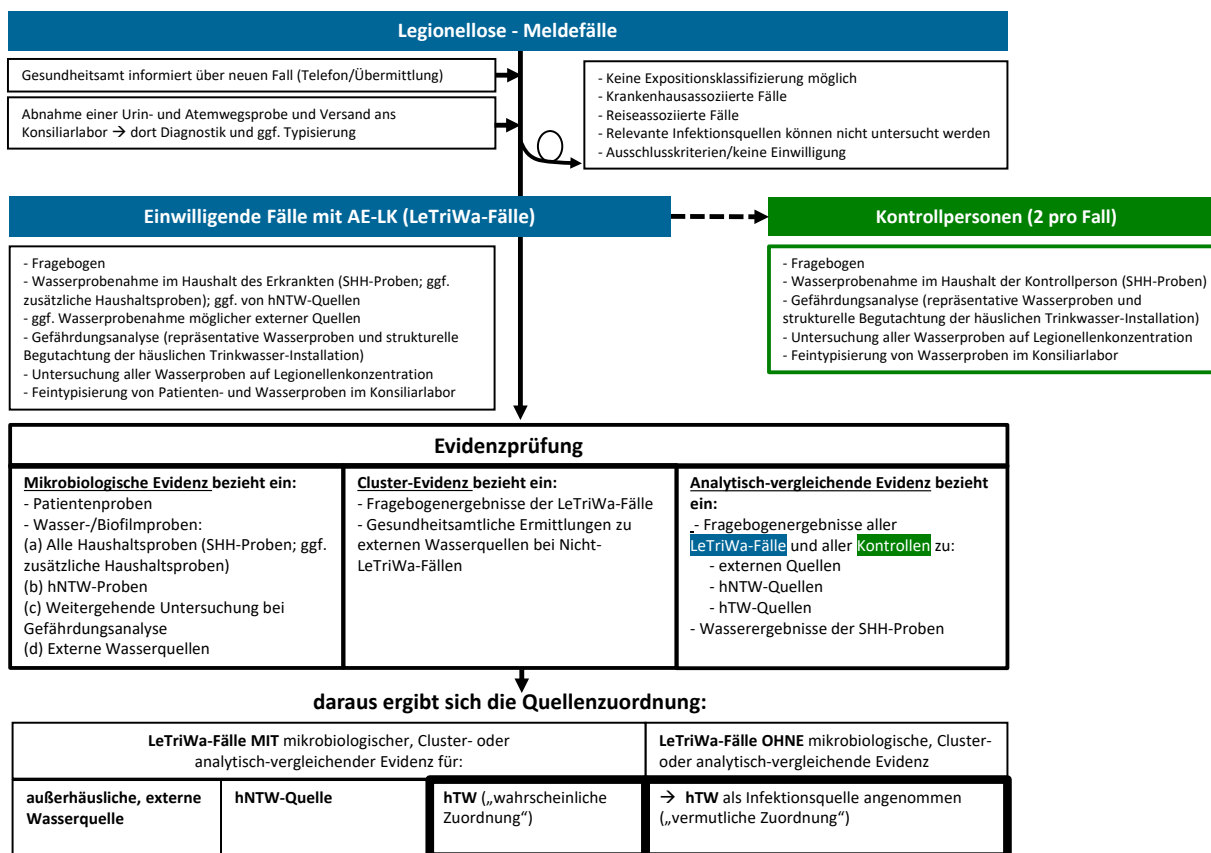 Legionellose - Meldefälle
Gesundheitsamt informiert über neuen Fall (Telefon/Übermittlung)
Abnahme einer Urin- und Atemwegsprobe und Versand ans
Konsiliarlabor → dort Diagnostik und ggf. Typisierung
- Keine Expositionsklassifizierung möglich
- Krankenhausassoziierte Fälle
- Reiseassoziierte Fälle
- Relevante Infektionsquellen können nicht untersucht werden
- Ausschlusskriterien/keine Einwilligung
Einwilligende Fälle mit AE-LK (LeTriWa-Fälle)
Kontrollpersonen (2 pro Fall)
- Fragebogen
- Wasserprobenahme im Haushalt des Erkrankten (SHH-Proben; ggf.
zusätzliche Haushaltsproben); ggf. von hNTW-Quellen
- ggf. Wasserprobenahme möglicher externer Quellen
- Gefährdungsanalyse (repräsentative Wasserproben und strukturelle
Begutachtung der häuslichen Trinkwasser-Installation)
- Untersuchung aller Wasserproben auf Legionellenkonzentration
- Feintypisierung von Patienten- und Wasserproben im Konsiliarlabor
- Fragebogen
- Wasserprobenahme im Haushalt der Kontrollperson (SHH-Proben)
- Gefährdungsanalyse (repräsentative Wasserproben und
strukturelle Begutachtung der häuslichen Trinkwasser-Installation)
- Untersuchung aller Wasserproben auf Legionellenkonzentration
- Feintypisierung von Wasserproben im Konsiliarlabor
Evidenzprüfung
Mikrobiologische Evidenz bezieht ein:
- Patientenproben
- Wasser-/Biofilmproben:
(a) Alle Haushaltsproben (SHH-Proben; ggf.
zusätzliche Haushaltsproben)
(b) hNTW-Proben
(c) Weitergehende Untersuchung bei
Gefährdungsanalyse
(d) Externe Wasserquellen
Cluster-Evidenz bezieht ein:
- Fragebogenergebnisse der LeTriWa-Fälle
- Gesundheitsamtliche Ermittlungen zu
externen Wasserquellen bei Nicht-
LeTriWa-Fällen
Analytisch-vergleichende Evidenz bezieht
ein:
- Fragebogenergebnisse aller
LeTriWa-Fälle und aller Kontrollen zu:
- externen Quellen
- hNTW-Quellen
- hTW-Quellen
- Wasserergebnisse der SHH-Proben
daraus ergibt sich die Quellenzuordnung:
LeTriWa-Fälle MIT mikrobiologischer, Cluster- oder
analytisch-vergleichender Evidenz für:
LeTriWa-Fälle OHNE mikrobiologische, Cluster-
oder analytisch-vergleichende Evidenz
außerhäusliche, externe
Wasserquelle
hNTW-Quelle
hTW („wahrscheinliche
Zuordnung“)
→ hTW als Infektionsquelle angenommen
(„vermutliche Zuordnung“)